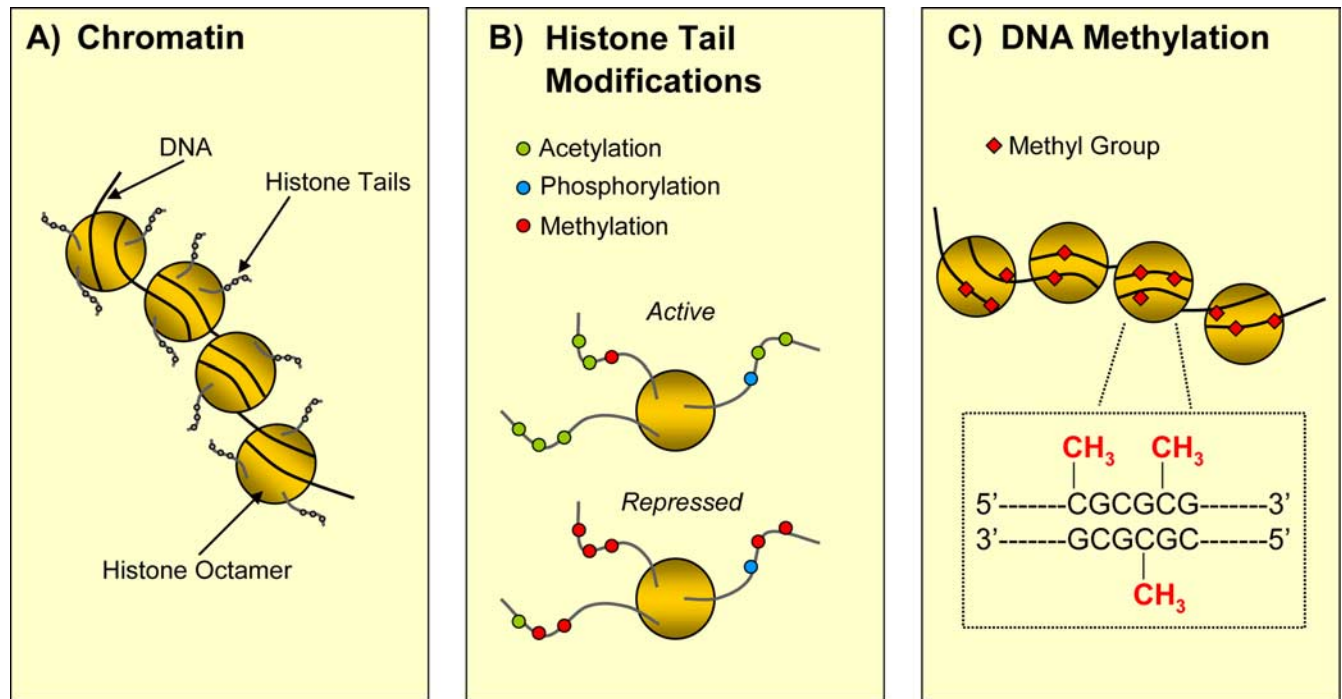 A) Chromatin
DNA
Histone Tails
Histone Octamer
B) Histone Tail
Modifications
Acetylation
Phosphorylation
Methylation
Active
Repressed
C) DNA Methylation
Methyl Group
CH₃ CH₃
5’-------CGCGCG-------3’
3’-------GCGCGC-------5’
CH₃